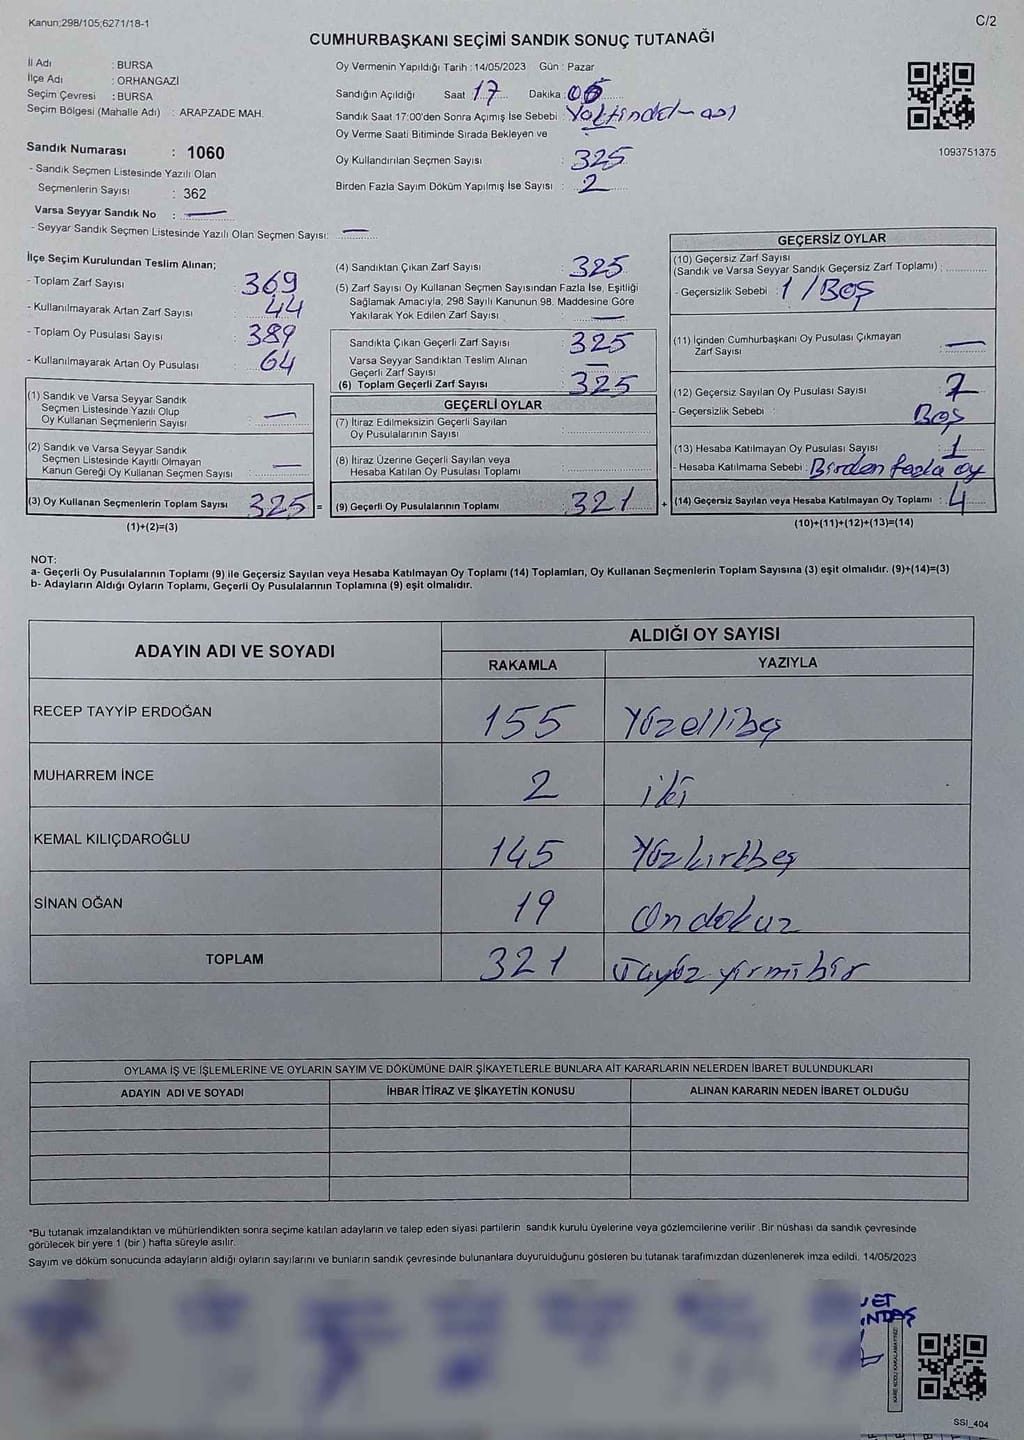 Kanun;298/105;6271/18-1
C/2
CUMHURBAŞKANI SEÇİMİ SANDIK SONUÇ TUTANAĞI
İl Adı : BURSA
İlçe Adı : ORHANGAZİ
Seçim Çevresi : BURSA
Seçim Bölgesi (Mahalle Adı) : ARAPZADE MAH.
Sandık Numarası : 1060
- Sandık Seçmen Listesinde Yazılı Olan
Seçmenlerin Sayısı : 362
Varsa Seyyar Sandık No : —
- Seyyar Sandık Seçmen Listesinde Yazılı Olan Seçmen Sayısı: —
Oy Vermenin Yapıldığı Tarih : 14/05/2023 Gün : Pazar
Sandığın Açıldığı Saat 17 Dakika :
Sandık Saat 17:00'den Sonra Açımış İse Sebebi :
Oy Verme Saati Bitiminde Sırada Bekleyen ve
Oy Kullandırılan Seçmen Sayısı : 325
Birden Fazla Sayım Döküm Yapılmış İse Sayısı : 2
1093751375
İlçe Seçim Kurulundan Teslim Alınan;
- Toplam Zarf Sayısı : 369
- Kullanılmayarak Artan Zarf Sayısı : 44
- Toplam Oy Pusulası Sayısı : 389
- Kullanılmayarak Artan Oy Pusulası : 64
(1) Sandık ve Varsa Seyyar Sandık
Seçmen Listesinde Yazılı Olup
Oy Kullanan Seçmenlerin Sayısı : —
(2) Sandık ve Varsa Seyyar Sandık
Seçmen Listesinde Kayıtlı Olmayan
Kanun Gereği Oy Kullanan Seçmen Sayısı : —
(3) Oy Kullanan Seçmenlerin Toplam Sayısı 325 =
(1)+(2)=(3)
(4) Sandıktan Çıkan Zarf Sayısı : 325
(5) Zarf Sayısı Oy Kullanan Seçmen Sayısından Fazla İse, Eşitliği
Sağlamak Amacıyla, 298 Sayılı Kanunun 98. Maddesine Göre
Yakılarak Yok Edilen Zarf Sayısı : —
Sandıkta Çıkan Geçerli Zarf Sayısı : 325
Varsa Seyyar Sandıktan Teslim Alınan
Geçerli Zarf Sayısı : —
(6) Toplam Geçerli Zarf Sayısı : 325
GEÇERLİ OYLAR
(7) İtiraz Edilmeksizin Geçerli Sayılan
Oy Pusulalarının Sayısı :
(8) İtiraz Üzerine Geçerli Sayılan veya
Hesaba Katılan Oy Pusulası Toplamı :
(9) Geçerli Oy Pusulalarının Toplamı : 321 +
GEÇERSİZ OYLAR
(10) Geçersiz Zarf Sayısı
(Sandık ve Varsa Seyyar Sandık Geçersiz Zarf Toplamı) :
- Geçersizlik Sebebi : 1 / BOŞ
(11) İçinden Cumhurbaşkanı Oy Pusulası Çıkmayan
Zarf Sayısı : —
(12) Geçersiz Sayılan Oy Pusulası Sayısı :
- Geçersizlik Sebebi : BOŞ
(13) Hesaba Katılmayan Oy Pusulası Sayısı : 1
- Hesaba Katılmama Sebebi : Birden fazla oy
(14) Geçersiz Sayılan veya Hesaba Katılmayan Oy Toplamı : 4
(10)+(11)+(12)+(13)=(14)
NOT:
a- Geçerli Oy Pusulalarının Toplamı (9) ile Geçersiz Sayılan veya Hesaba Katılmayan Oy Toplamı (14) Toplamları, Oy Kullanan Seçmenlerin Toplam Sayısına (3) eşit olmalıdır. (9)+(14)=(3)
b- Adayların Aldığı Oyların Toplamı, Geçerli Oy Pusulalarının Toplamına (9) eşit olmalıdır.
ADAYIN ADI VE SOYADI
ALDIĞI OY SAYISI
RAKAMLA YAZIYLA
RECEP TAYYİP ERDOĞAN 155 Yüzellibeş
MUHARREM İNCE 2 iki
KEMAL KILIÇDAROĞLU 145 Yüzkırkbeş
SİNAN OĞAN 19 Ondokuz
TOPLAM 321 yirmibir
OYLAMA İŞ VE İŞLEMLERİNE VE OYLARIN SAYIM VE DÖKÜMÜNE DAİR ŞİKAYETLERLE BUNLARA AİT KARARLARIN NELERDEN İBARET BULUNDUKLARI
ADAYIN ADI VE SOYADI İHBAR İTİRAZ VE ŞİKAYETİN KONUSU ALINAN KARARIN NEDEN İBARET OLDUĞU
*Bu tutanak imzalandıktan ve mühürlendikten sonra seçime katılan adayların ve talep eden siyasi partilerin sandık kurulu üyelerine veya gözlemcilerine verilir .Bir nüshası da sandık çevresinde
görülecek bir yere 1 (bir ) hafta süreyle asılır.
Sayım ve döküm sonucunda adayların aldığı oyların sayılarını ve bunların sandık çevresinde bulunanlara duyurulduğunu gösteren bu tutanak tarafımızdan düzenlenerek imza edildi. 14/05/2023
KARE KODU KARALAMAYINIZ
SSI_404